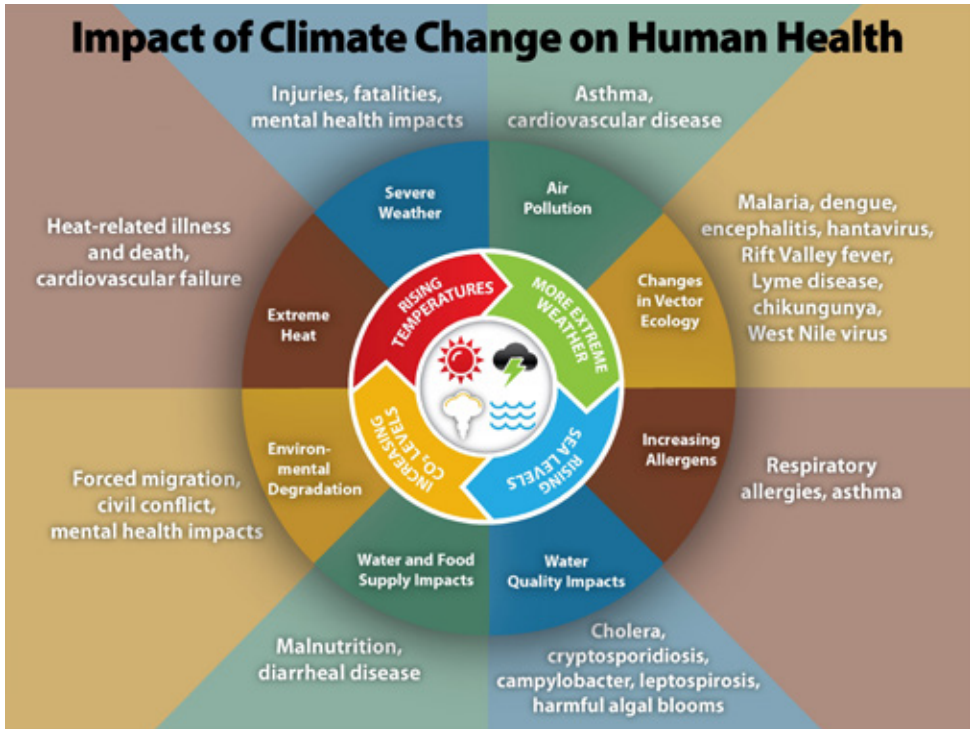 Impact of Climate Change on Human Health
Injuries, fatalities,
mental health impacts
Asthma,
cardiovascular disease
Malaria, dengue,
encephalitis, hantavirus,
Rift Valley fever,
Lyme disease,
chikungunya,
West Nile virus
Respiratory
allergies, asthma
Cholera,
cryptosporidiosis,
campylobacter, leptospirosis,
harmful algal blooms
Malnutrition,
diarrheal disease
Forced migration,
civil conflict,
mental health impacts
Heat-related illness
and death,
cardiovascular failure
Severe
Weather
Air
Pollution
Changes
in Vector
Ecology
Increasing
Allergens
Water
Quality Impacts
Water and Food
Supply Impacts
Environ-
mental
Degradation
Extreme
Heat
RISING
TEMPERATURES
MORE EXTREME
WEATHER
RISING
SEA LEVELS
INCREASING
CO₂ LEVELS